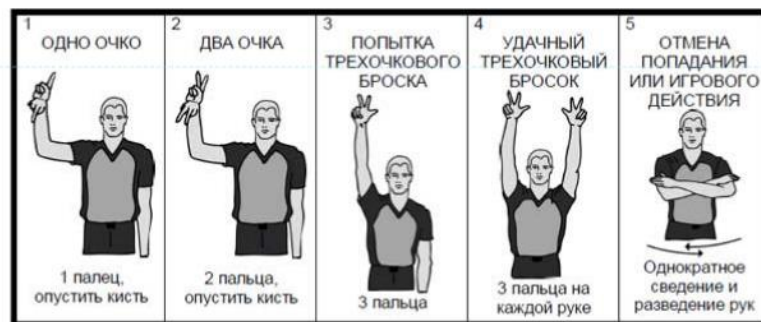 1
ОДНО ОЧКО
1 палец,
опустить кисть
2
ДВА ОЧКА
2 пальца,
опустить кисть
3
ПОПЫТКА
ТРЕХОЧКОВОГО
БРОСКА
3 пальца
4
УДАЧНЫЙ
ТРЕХОЧКОВЫЙ
БРОСОК
3 пальца на
каждой руке
5
ОТМЕНА
ПОПАДАНИЯ
ИЛИ ИГРОВОГО
ДЕЙСТВИЯ
Однократное
сведение и
разведение рук